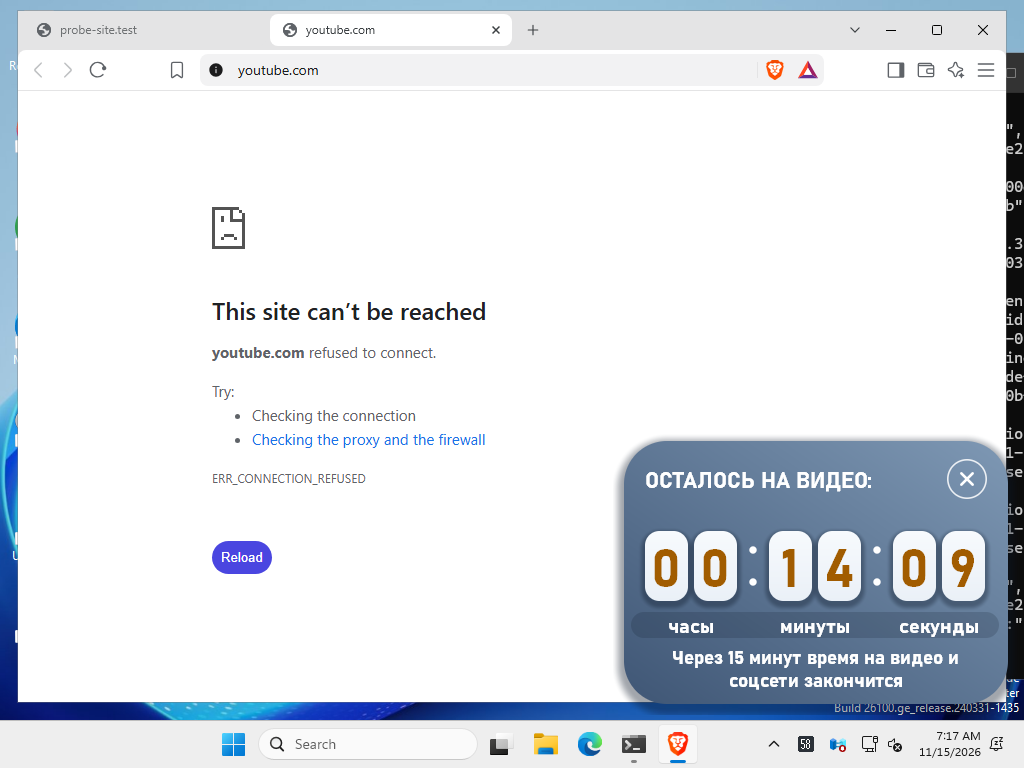 probe-site.test
youtube.com
youtube.com
This site can’t be reached
youtube.com refused to connect.
Try:
Checking the connection
Checking the proxy and the firewall
ERR_CONNECTION_REFUSED
Reload
ОСТАЛОСЬ НА ВИДЕО:
00:14:09
часы минуты секунды
Через 15 минут время на видео и
соцсети закончится
Build 26100.ge_release.240331-1435
Search
58
7:17 AM
11/15/2026